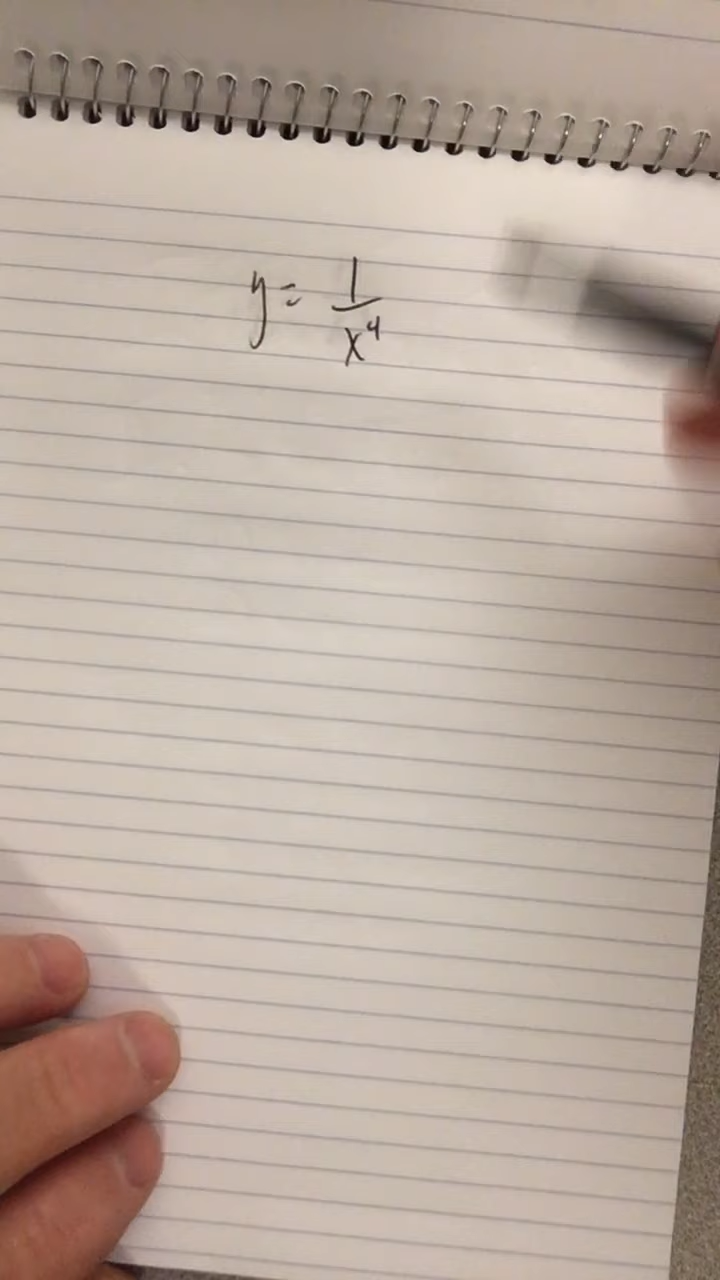 y = 1/x⁴